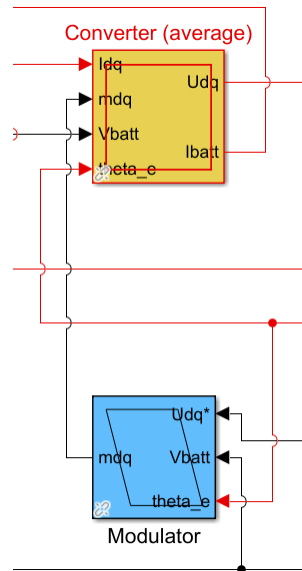 Converter (average)
Idq
mdq
Udq
Vbatt
Ibatt
theta_e
Udq*
mdq
Vbatt
theta_e
Modulator